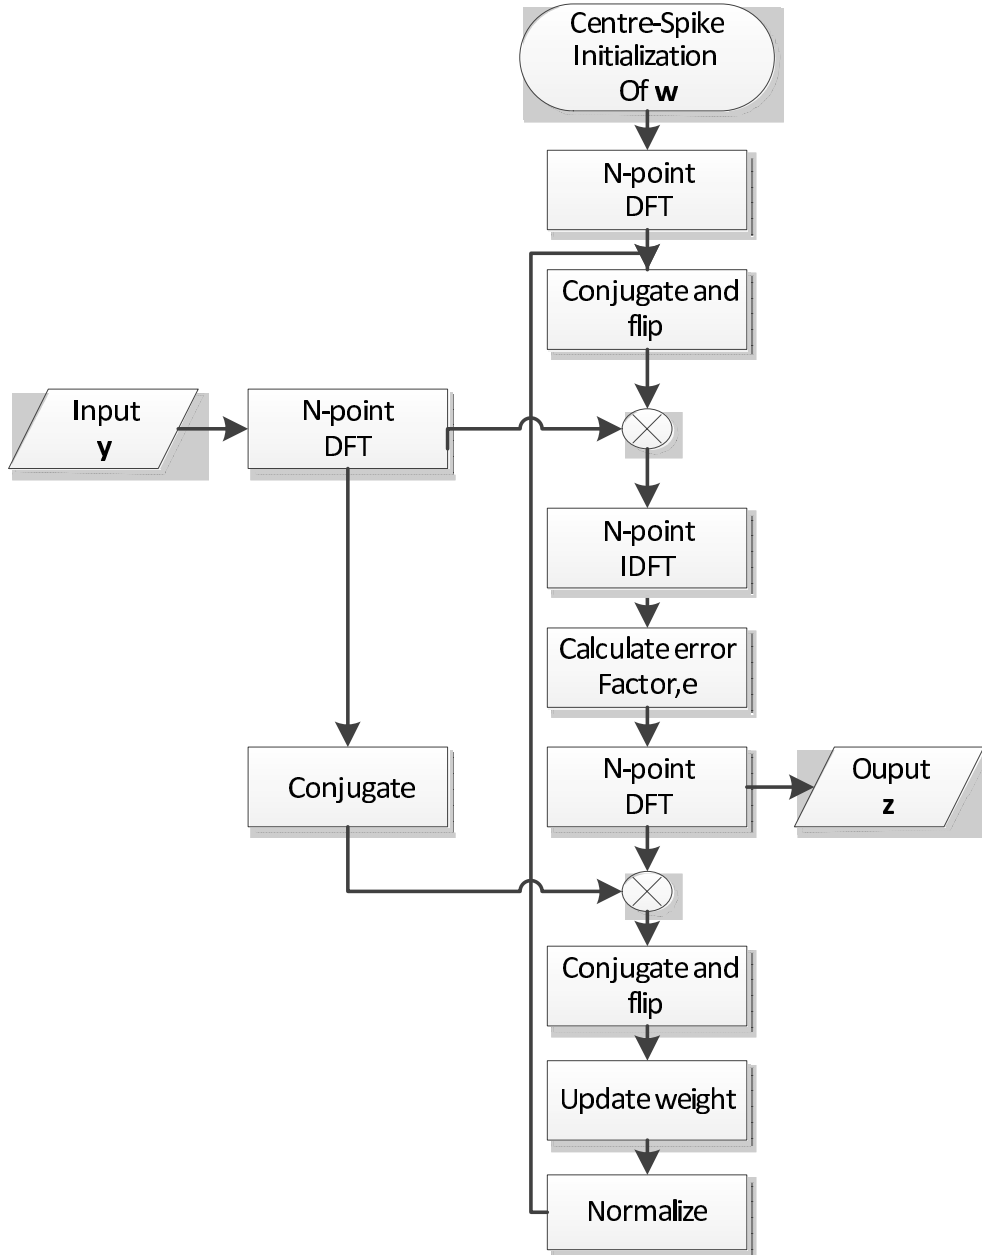 Centre-Spike
Initialization
Of w
N-point
DFT
Conjugate and
flip
Input
y
N-point
DFT
N-point
IDFT
Calculate error
Factor,e
Conjugate
N-point
DFT
Ouput
z
Conjugate and
flip
Update weight
Normalize